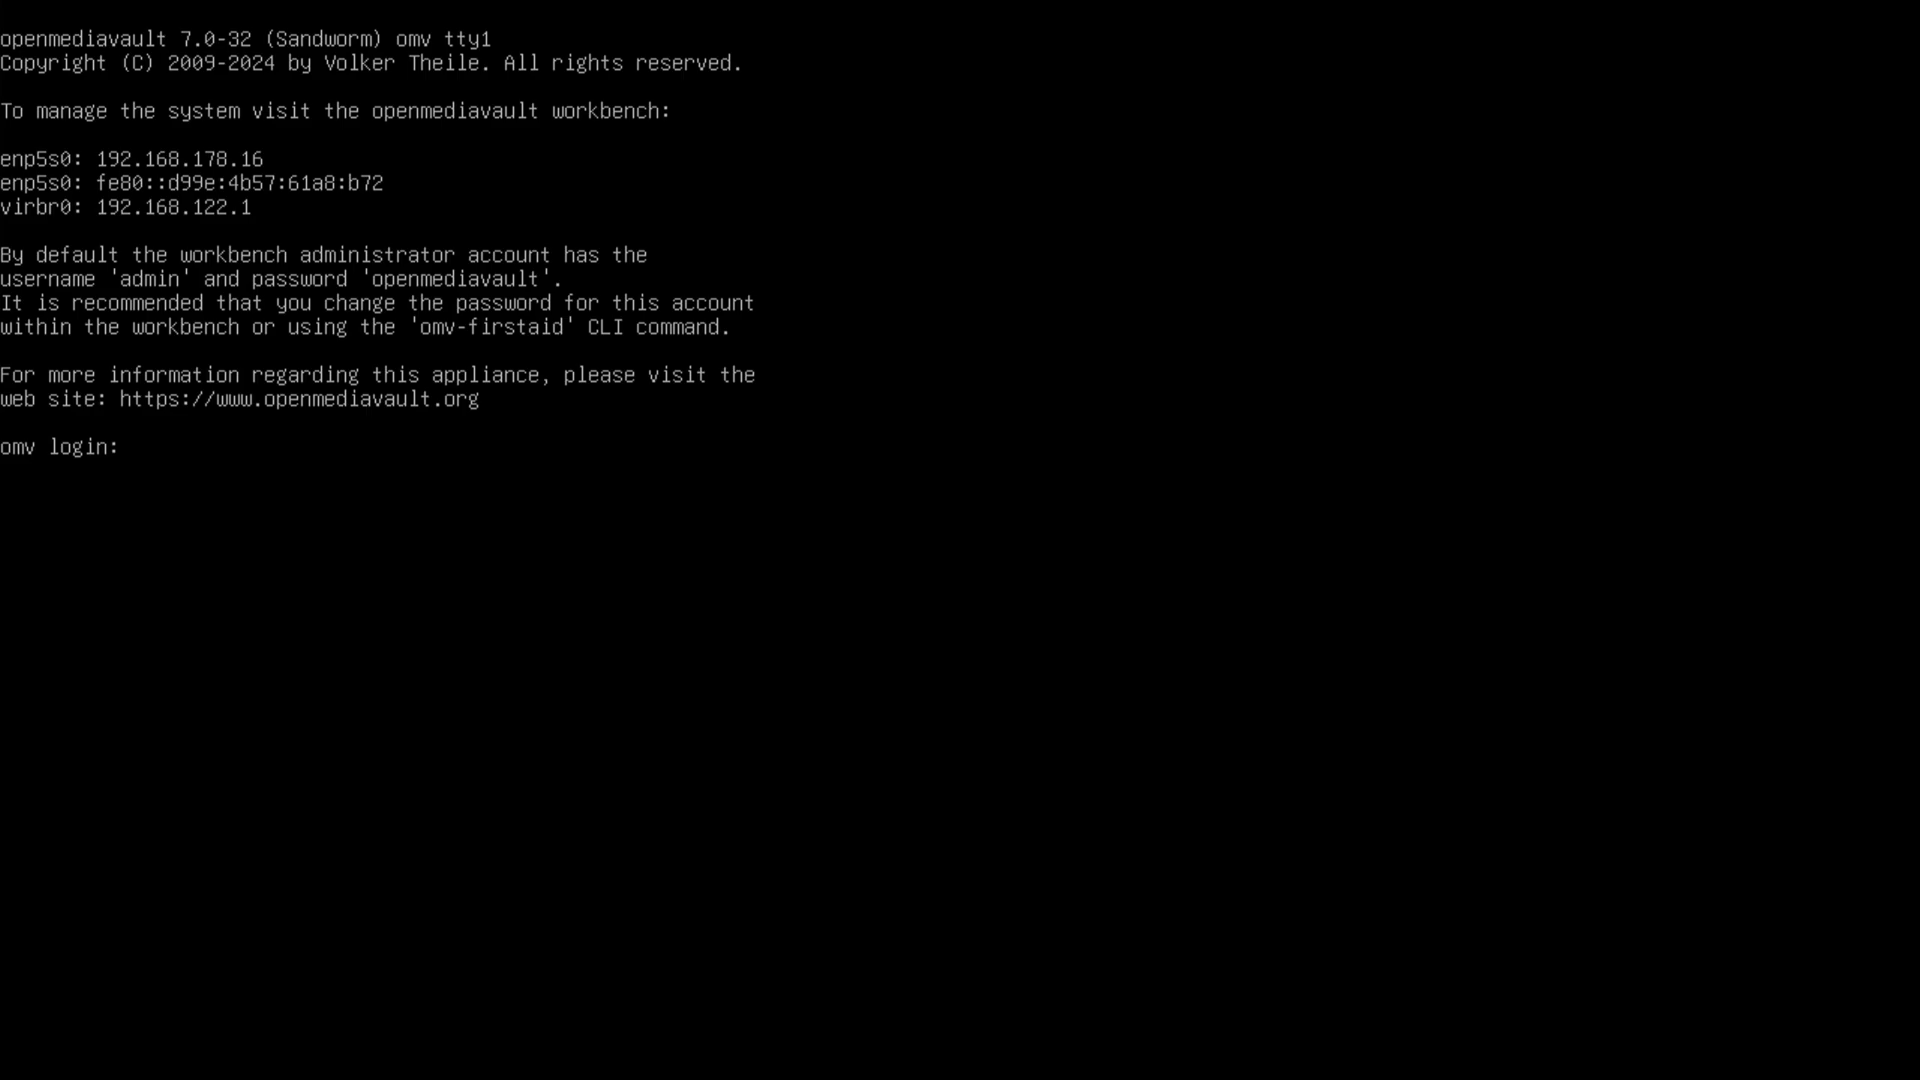 openmediavault 7.0-32 (Sandworm) omv tty1
Copyright (C) 2009-2024 by Volker Theile. All rights reserved.
To manage the system visit the openmediavault workbench:
enp5s0: 192.168.178.16
enp5s0: fe80::d99e:4b57:61a8:b72
virbr0: 192.168.122.1
By default the workbench administrator account has the
username 'admin' and password 'openmediavault'.
It is recommended that you change the password for this account
within the workbench or using the 'omv-firstaid' CLI command.
For more information regarding this appliance, please visit the
web site: https://www.openmediavault.org
omv login: